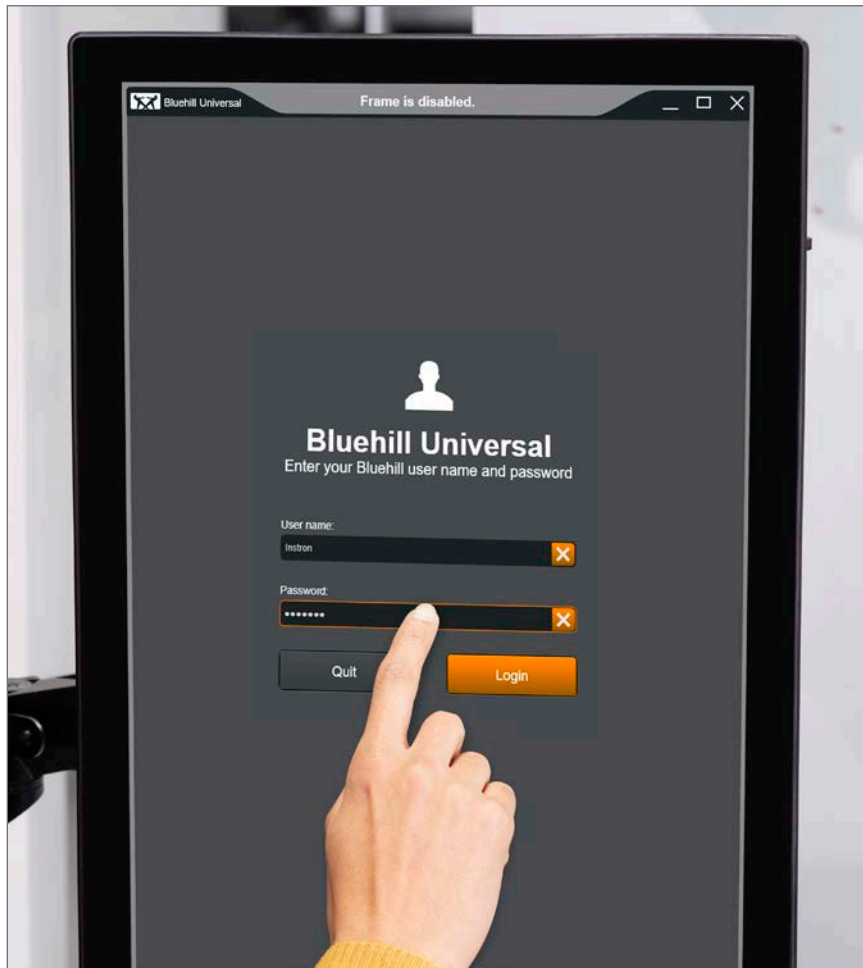 Bluehill Universal
Frame is disabled.
Bluehill Universal
Enter your Bluehill user name and password
User name:
Instron
Password:
•••••••
Quit
Login